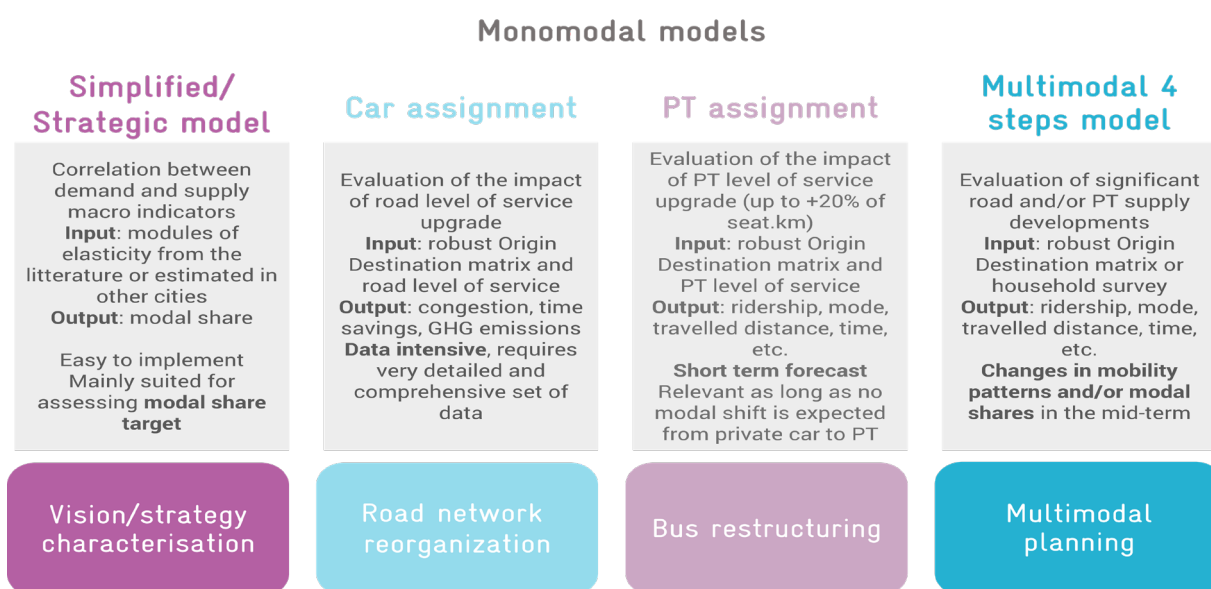 Monomodal models
Simplified/
Strategic model
Correlation between
demand and supply
macro indicators
Input: modules of
elasticity from the
litterature or estimated in
other cities
Output: modal share
Easy to implement
Mainly suited for
assessing modal share
target
Vision/strategy
characterisation
Car assignment
Evaluation of the impact
of road level of service
upgrade
Input: robust Origin
Destination matrix and
road level of service
Output: congestion, time
savings, GHG emissions
Data intensive, requires
very detailed and
comprehensive set of
data
Road network
reorganization
PT assignment
Evaluation of the impact
of PT level of service
upgrade (up to +20% of
seat.km)
Input: robust Origin
Destination matrix and
PT level of service
Output: ridership, mode,
travelled distance, time,
etc.
Short term forecast
Relevant as long as no
modal shift is expected
from private car to PT
Bus restructuring
Multimodal 4
steps model
Evaluation of significant
road and/or PT supply
developments
Input: robust Origin
Destination matrix or
household survey
Output: ridership, mode,
travelled distance, time,
etc.
Changes in mobility
patterns and/or modal
shares in the mid-term
Multimodal
planning